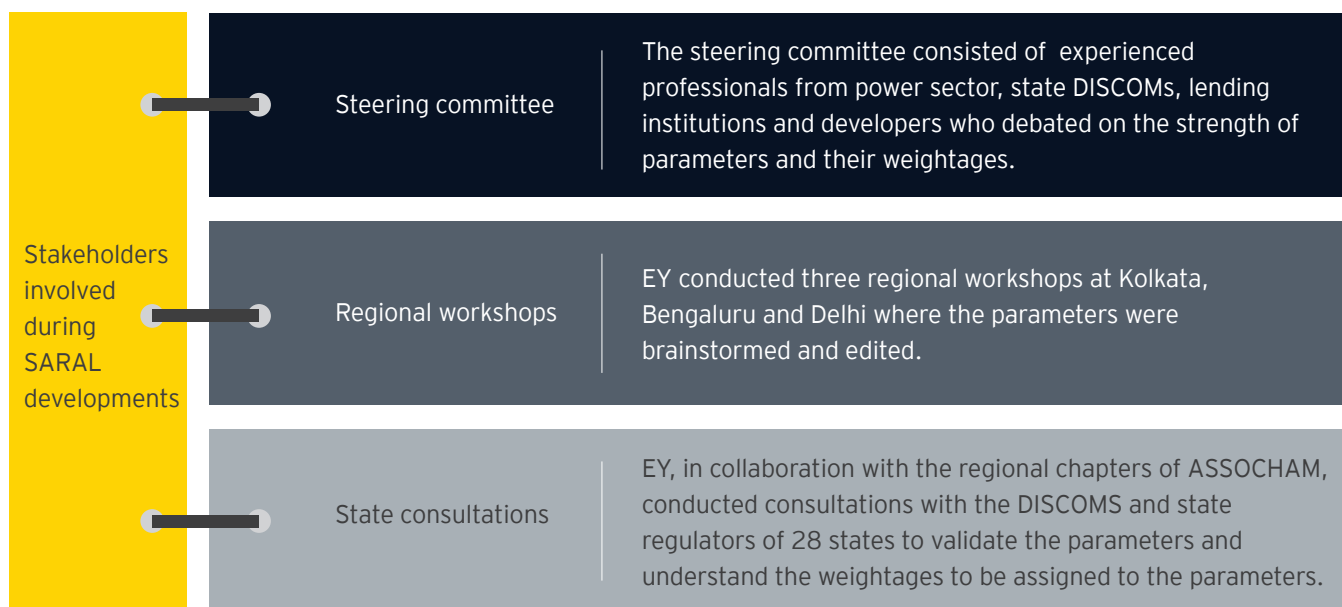 Stakeholders
involved
during
SARAL
developments
Steering committee
The steering committee consisted of experienced
professionals from power sector, state DISCOMs, lending
institutions and developers who debated on the strength of
parameters and their weightages.
Regional workshops
EY conducted three regional workshops at Kolkata,
Bengaluru and Delhi where the parameters were
brainstormed and edited.
State consultations
EY, in collaboration with the regional chapters of ASSOCHAM,
conducted consultations with the DISCOMS and state
regulators of 28 states to validate the parameters and
understand the weightages to be assigned to the parameters.